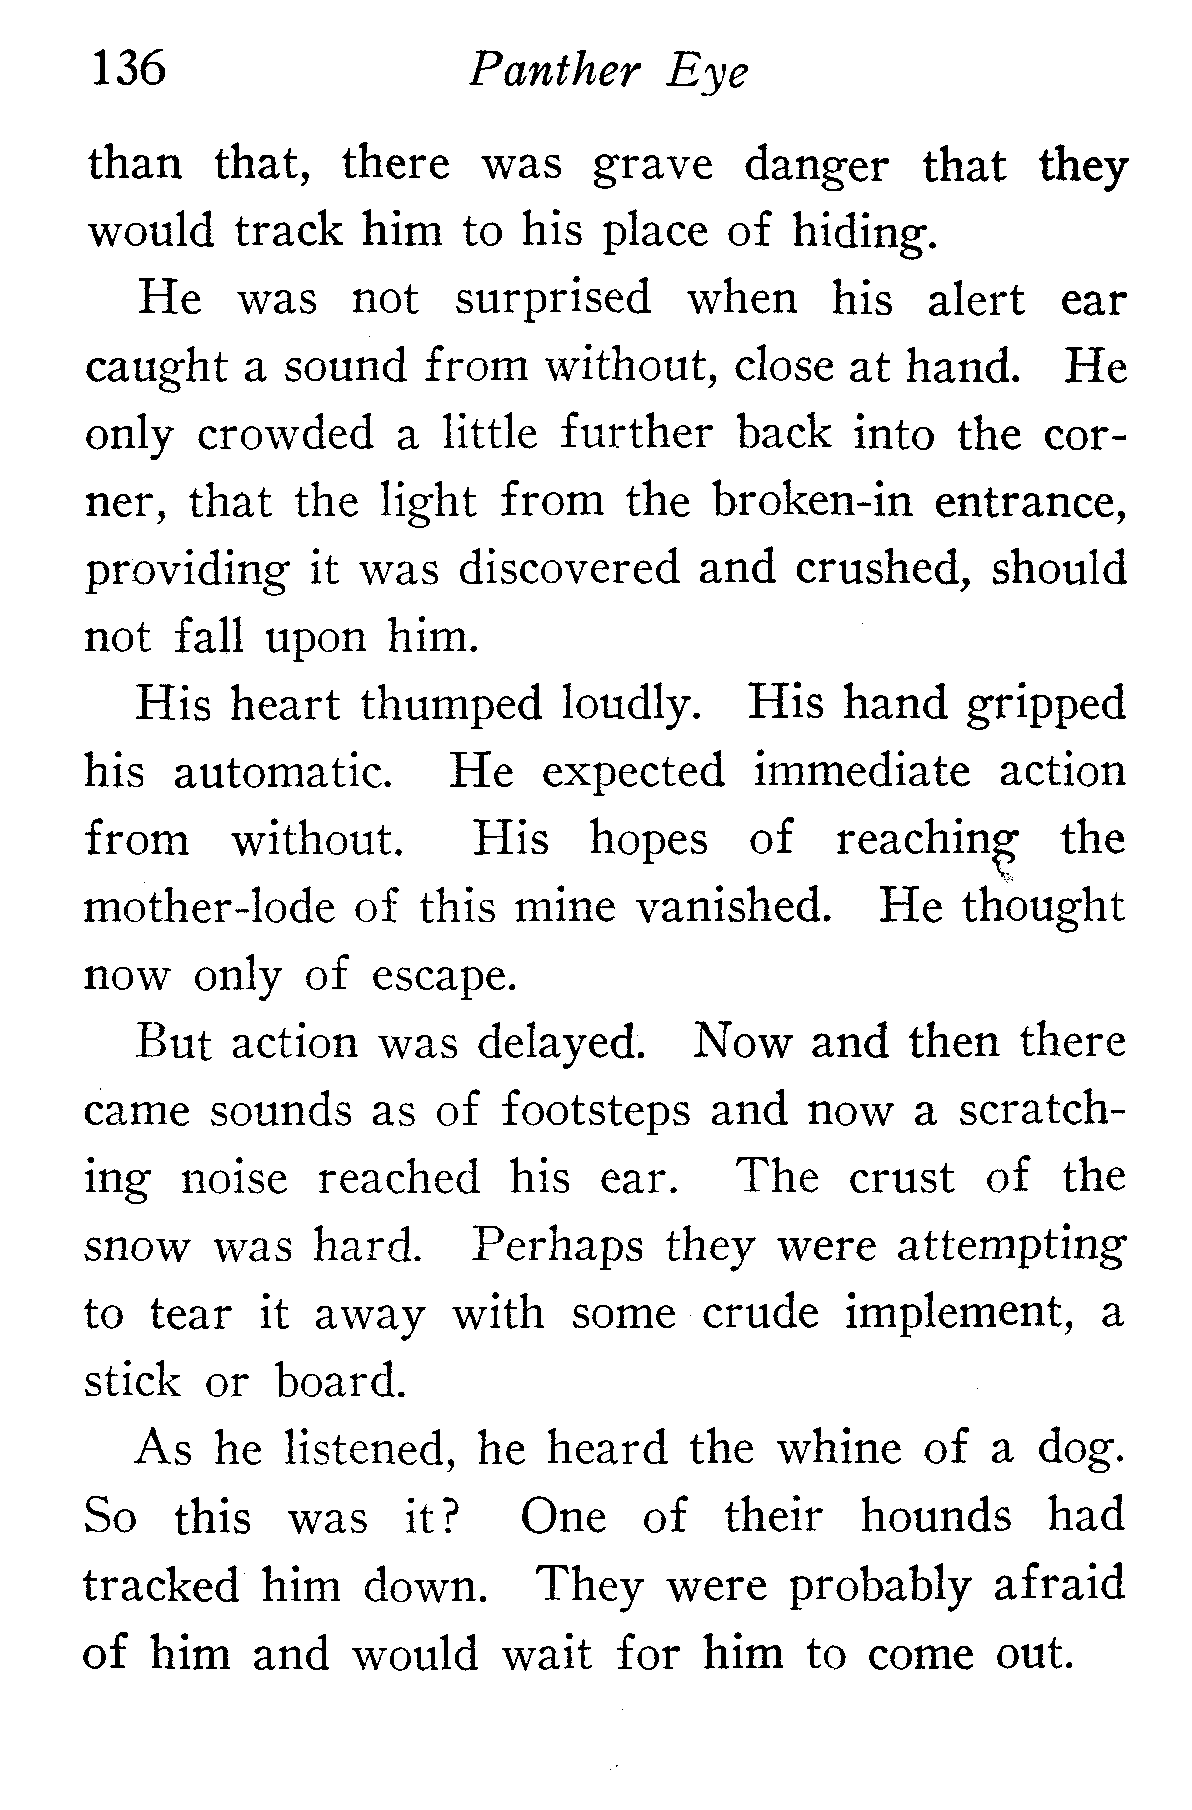 136 Panther Eye
than that, there was grave danger that they
would track him to his place of hiding.
He was not surprised when his alert ear
caught a sound from without, close at hand. He
only crowded a little further back into the cor-
ner, that the light from the broken-in entrance,
providing it was discovered and crushed, should
not fall upon him.
His heart thumped loudly. His hand gripped
his automatic. He expected immediate action
from without. His hopes of reaching the
mother-lode of this mine vanished. He thought
now only of escape.
But action was delayed. Now and then there
came sounds as of footsteps and now a scratch-
ing noise reached his ear. The crust of the
snow was hard. Perhaps they were attempting
to tear it away with some crude implement, a
stick or board.
As he listened, he heard the whine of a dog.
So this was it? One of their hounds had
tracked him down. They were probably afraid
of him and would wait for him to come out.